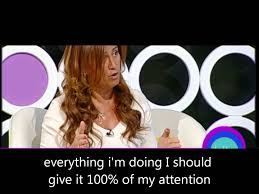 everything i'm doing I should
give it 100% of my attention